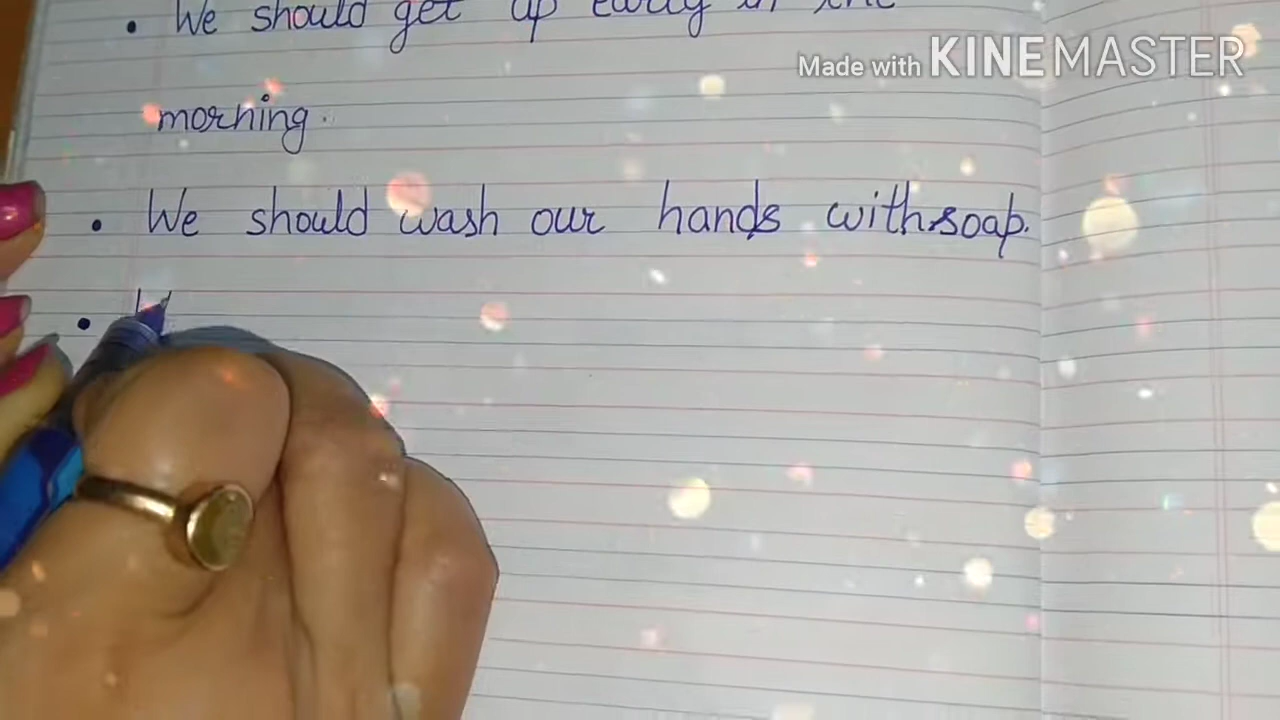 • We should get up early in the
Made with KINEMASTER
morning.
• We should wash our hands with soap.
•